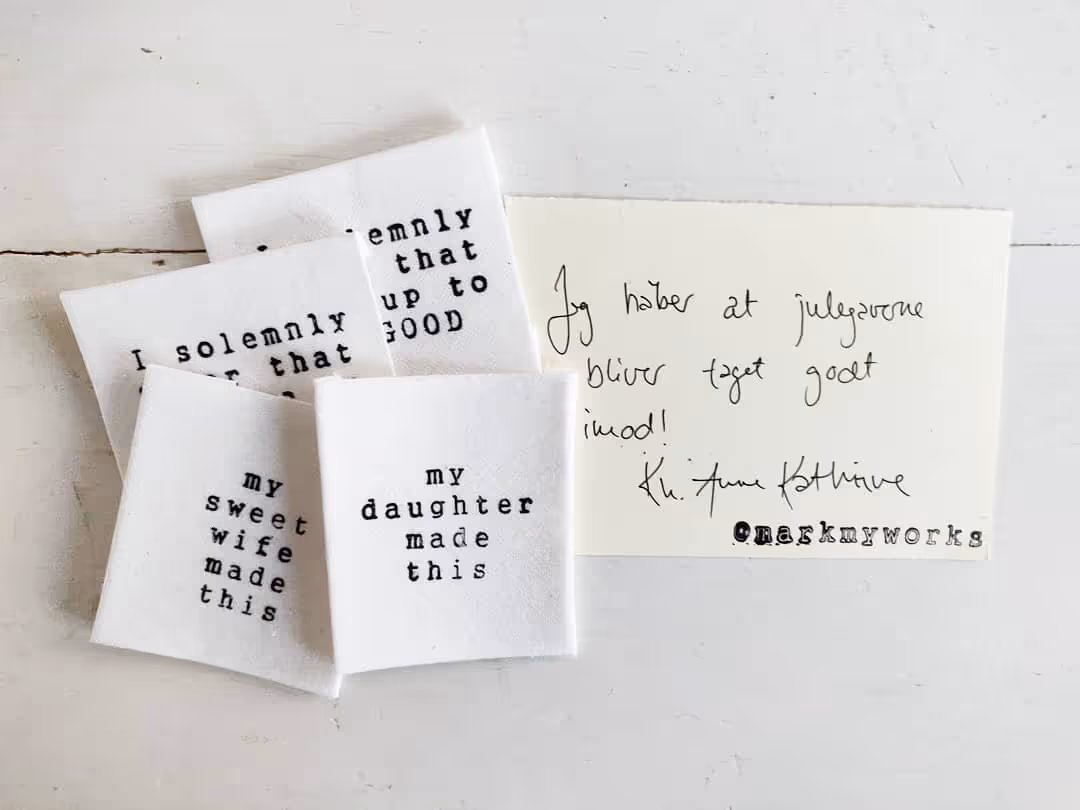 emnly
that
up to
GOOD
I solemnly
that
my
sweet
wife
made
this
my
daughter
made
this
Jeg håber at julegaverne
bliver taget godt
imod!
Kh. Anne Kathrine
@markmyworks